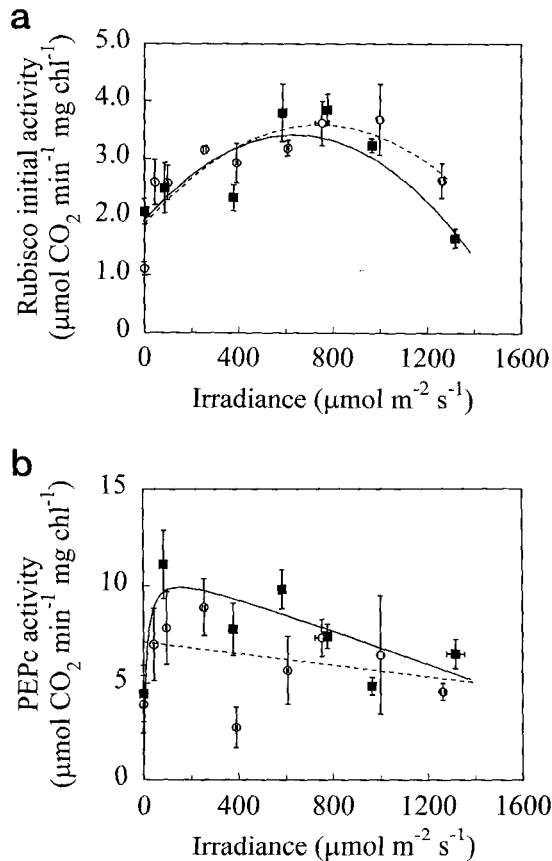 a
5.0
4.0
3.0
2.0
1.0
0
Rubisco initial activity
(μmol CO2 min-1 mg chl-1)
0 400 800 1200 1600
Irradiance (μmol m-2 s-1)
b
15
10
5
0
PEPc activity
(μmol CO2 min-1 mg chl-1)
0 400 800 1200 1600
Irradiance (μmol m-2 s-1)